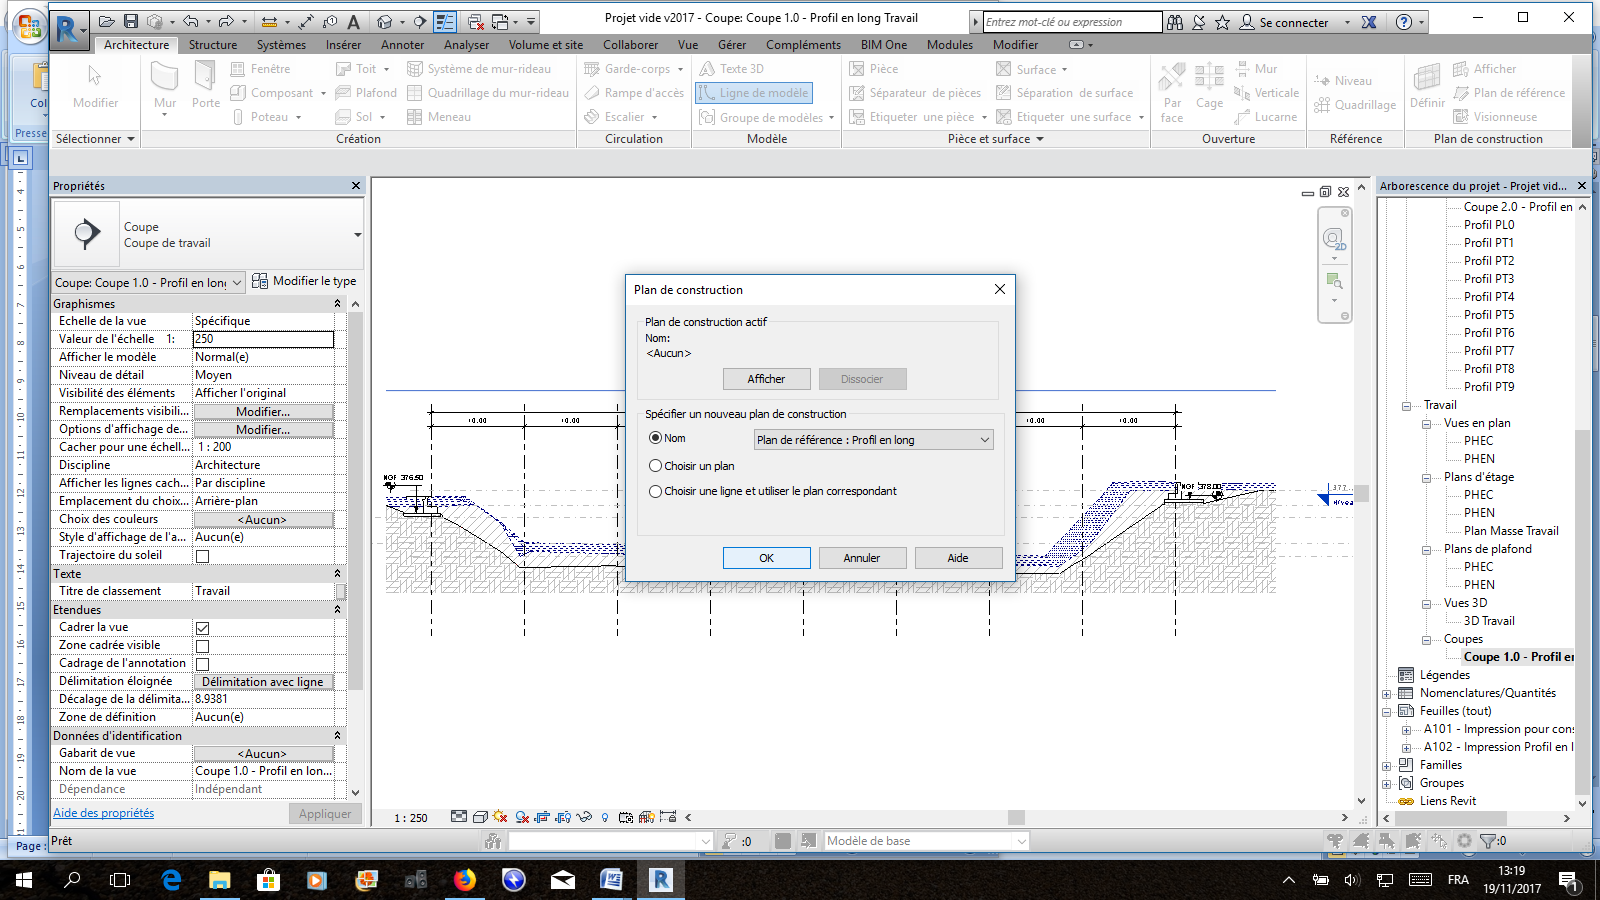 Projet vide v2017 - Coupe: Coupe 1.0 - Profil en long Travail
Entrez mot-clé ou expression
Se connecter
Architecture Structure Systèmes Insérer Annoter Analyser Volume et site Collaborer Vue Gérer Compléments BIM One Modules Modifier
Modifier
Mur
Porte
Fenêtre
Composant
Poteau
Toit
Plafond
Sol
Système de mur-rideau
Quadrillage du mur-rideau
Meneau
Garde-corps
Rampe d'accès
Escalier
Texte 3D
Ligne de modèle
Groupe de modèles
Pièce
Séparateur de pièces
Etiqueter une pièce
Surface
Séparation de surface
Etiqueter une surface
Par face
Cage
Mur
Verticale
Lucarne
Niveau
Quadrillage
Définir
Afficher
Plan de référence
Visionneuse
Sélectionner
Création
Circulation
Modèle
Pièce et surface
Ouverture
Référence
Plan de construction
Col
Presse
Page :
Propriétés
Coupe
Coupe de travail
Coupe: Coupe 1.0 - Profil en long
Modifier le type
Graphismes
Echelle de la vue Spécifique
Valeur de l'échelle 1: 250
Afficher le modèle Normal(e)
Niveau de détail Moyen
Visibilité des éléments Afficher l'original
Remplacements visibili... Modifier...
Options d'affichage de... Modifier...
Cacher pour une échell... 1 : 200
Discipline Architecture
Afficher les lignes cach... Par discipline
Emplacement du choix... Arrière-plan
Choix des couleurs <Aucun>
Style d'affichage de l'a... Aucun(e)
Trajectoire du soleil
Texte
Titre de classement Travail
Etendues
Cadrer la vue
Zone cadrée visible
Cadrage de l'annotation
Délimitation éloignée Délimitation avec ligne
Décalage de la délimita... 8.9381
Zone de définition Aucun(e)
Données d'identification
Gabarit de vue <Aucun>
Nom de la vue Coupe 1.0 - Profil en lon...
Dépendance Indépendant
Aide des propriétés
Appliquer
Prêt
Plan de construction
Plan de construction actif
Nom:
<Aucun>
Afficher
Dissocier
Spécifier un nouveau plan de construction
Nom
Plan de référence : Profil en long
Choisir un plan
Choisir une ligne et utiliser le plan correspondant
OK
Annuler
Aide
2D
1 : 250
:0
Modèle de base
:0
Arborescence du projet - Projet vid...
Coupe 2.0 - Profil en
Profil PL0
Profil PT1
Profil PT2
Profil PT3
Profil PT4
Profil PT5
Profil PT6
Profil PT7
Profil PT8
Profil PT9
Travail
Vues en plan
PHEC
PHEN
Plans d'étage
PHEC
PHEN
Plan Masse Travail
Plans de plafond
PHEC
PHEN
Vues 3D
3D Travail
Coupes
Coupe 1.0 - Profil en
Légendes
Nomenclatures/Quantités
Feuilles (tout)
A101 - Impression pour con
A102 - Impression Profil en l
Familles
Groupes
Liens Revit
FRA
13:19
19/11/2017
1